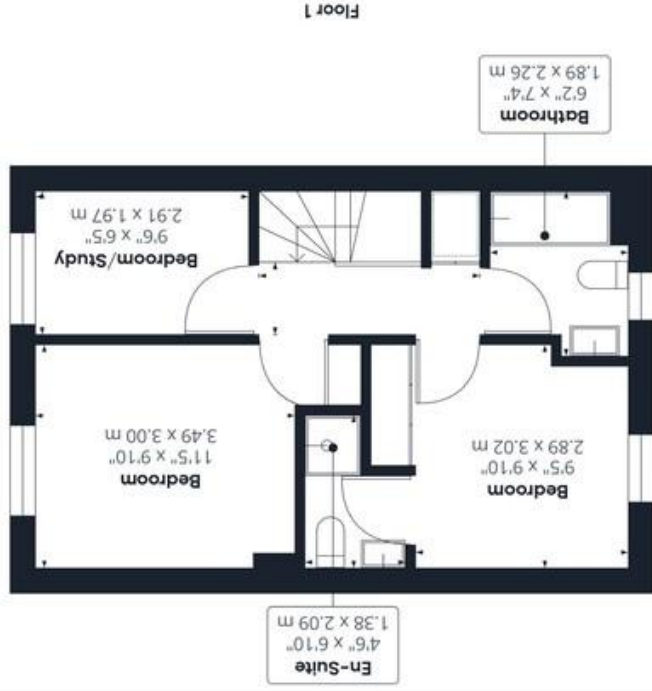 En-Suite
4'6" x 6'10"
1.38 x 2.09 m
Bedroom
9'5" x 9'10"
2.89 x 3.02 m
Bedroom
11'5" x 9'10"
3.49 x 3.00 m
Bedroom/Study
9'6" x 6'5"
2.91 x 1.97 m
Bathroom
6'2" x 7'4"
1.89 x 2.26 m
Floor 1